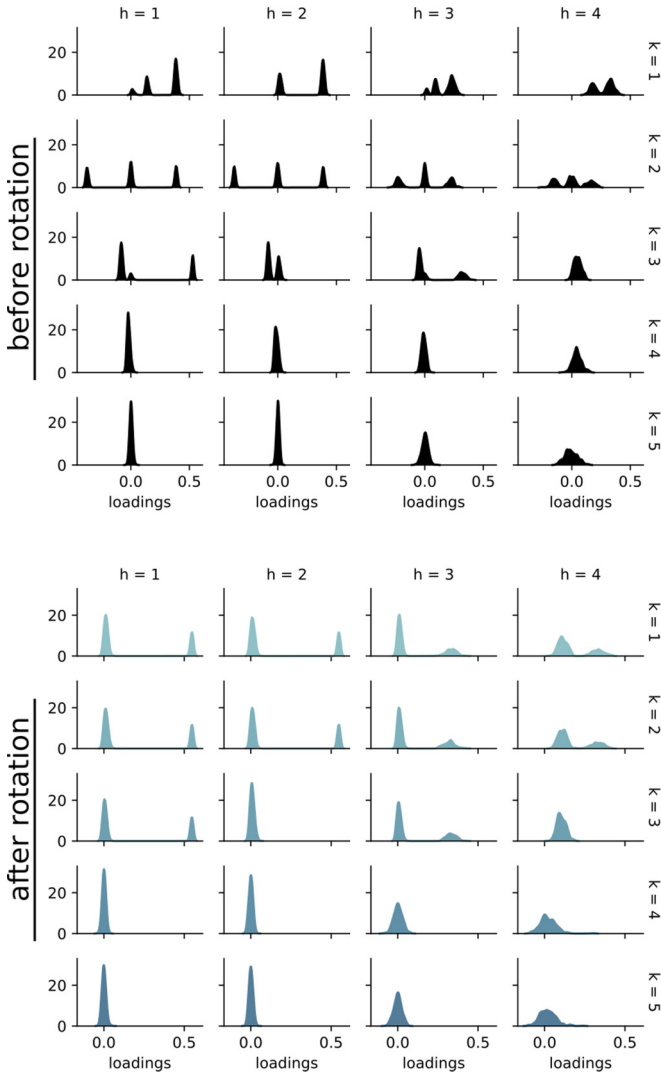 h = 1 h = 2 h = 3 h = 4
20
0
k = 1
20
0
k = 2
before rotation
20
0
k = 3
20
0
k = 4
20
0
k = 5
0.0 0.5 0.0 0.5 0.0 0.5 0.0 0.5
loadings loadings loadings loadings
h = 1 h = 2 h = 3 h = 4
20
0
k = 1
20
0
k = 2
after rotation
20
0
k = 3
20
0
k = 4
20
0
k = 5
0.0 0.5 0.0 0.5 0.0 0.5 0.0 0.5
loadings loadings loadings loadings